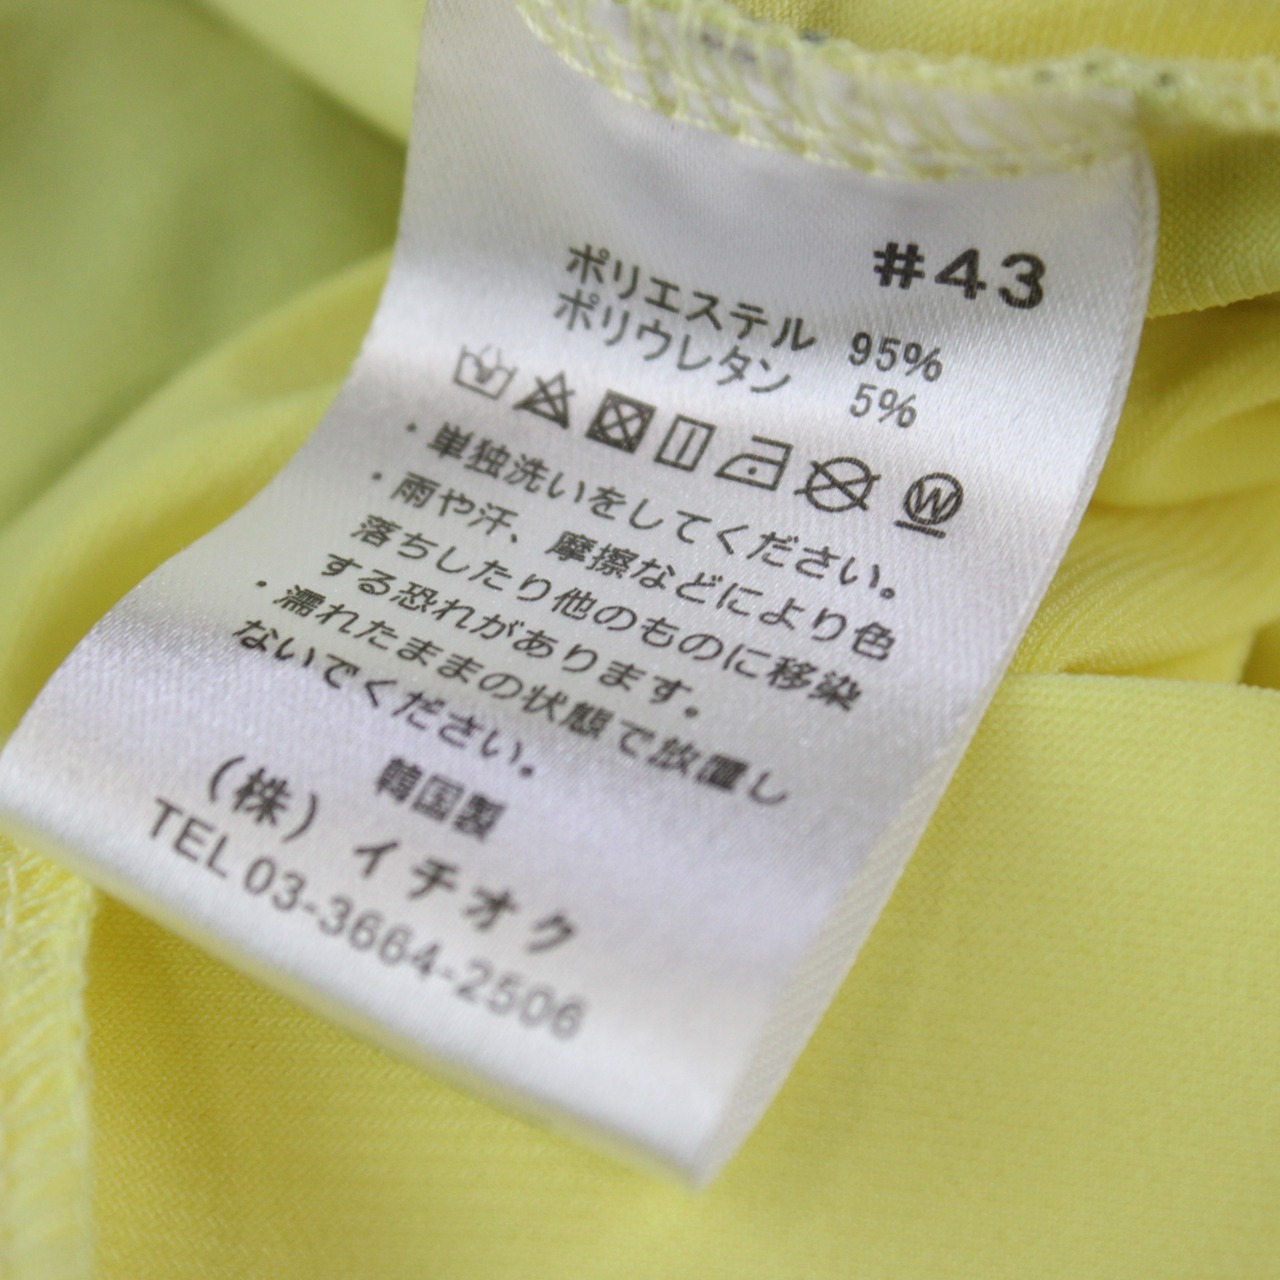 #43
ポリエステル 95%
ポリウレタン 5%
・単独洗いをしてください。
・雨や汗、摩擦などにより色
落ちしたり他のものに移染
する恐れがあります。
・濡れたままの状態で放置し
ないでください。
韓国製
(株) イチオク
TEL 03-3664-2506